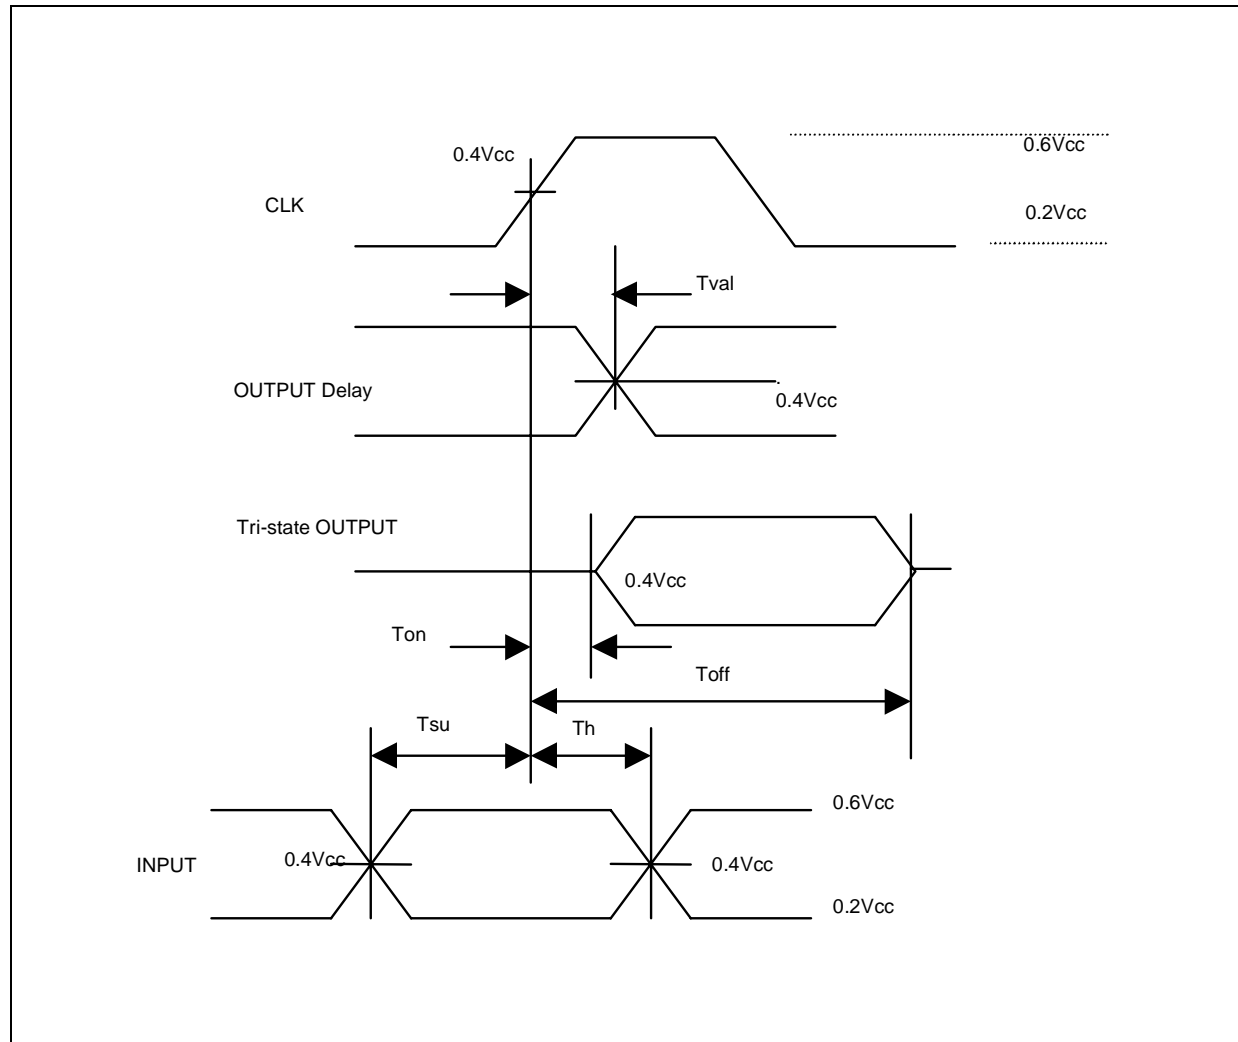 0.4Vcc
0.6Vcc
CLK
0.2Vcc
Tval
OUTPUT Delay
0.4Vcc
Tri-state OUTPUT
0.4Vcc
Ton
Toff
Tsu
Th
0.6Vcc
INPUT
0.4Vcc
0.4Vcc
0.2Vcc